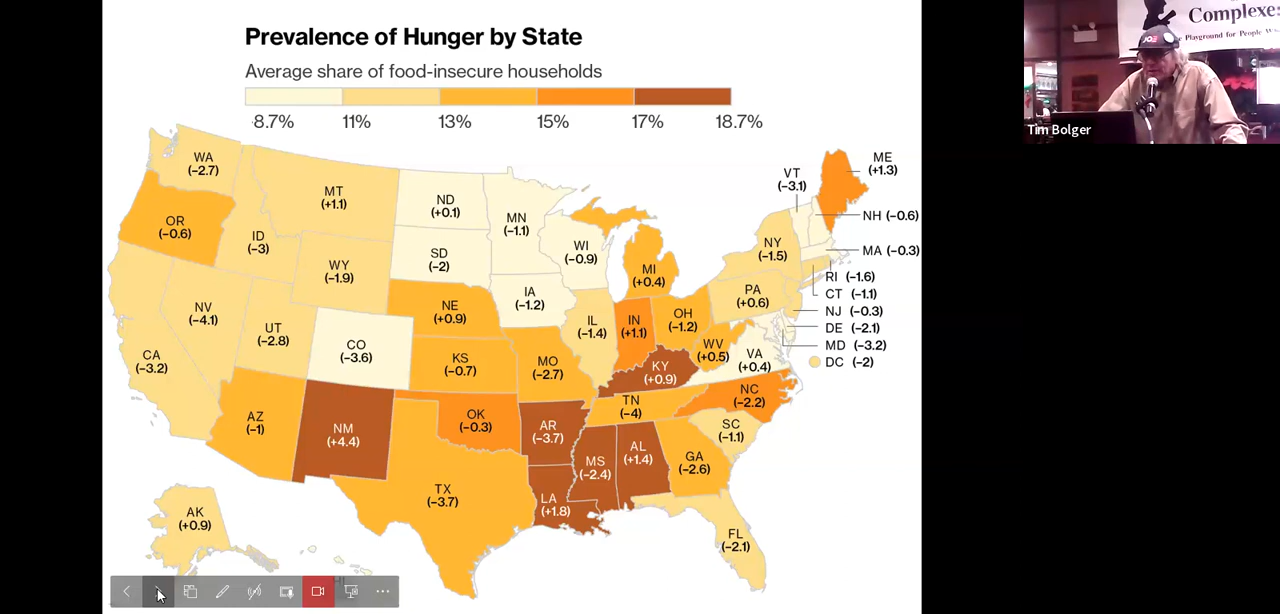 Prevalence of Hunger by State
Average share of food-insecure households
8.7% 11% 13% 15% 17% 18.7%
WA
(−2.7)
OR
(−0.6)
ID
(−3)
MT
(+1.1)
ND
(+0.1)
MN
(−1.1)
WI
(−0.9)
SD
(−2)
WY
(−1.9)
NV
(−4.1)
UT
(−2.8)
CA
(−3.2)
CO
(−3.6)
NE
(+0.9)
IA
(−1.2)
KS
(−0.7)
MO
(−2.7)
IL
(−1.4)
IN
(+1.1)
MI
(+0.4)
OH
(−1.2)
KY
(+0.9)
WV
(+0.5)
VA
(+0.4)
PA
(+0.6)
NY
(−1.5)
VT
(−3.1)
ME
(+1.3)
NH (−0.6)
MA (−0.3)
RI (−1.6)
CT (−1.1)
NJ (−0.3)
DE (−2.1)
MD (−3.2)
DC (−2)
AZ
(−1)
NM
(+4.4)
OK
(−0.3)
TX
(−3.7)
AR
(−3.7)
LA
(+1.8)
MS
(−2.4)
AL
(+1.4)
TN
(−4)
NC
(−2.2)
SC
(−1.1)
GA
(−2.6)
FL
(−2.1)
AK
(+0.9)
HI
Complexe
Playground for People
JOE
Tim Bolger